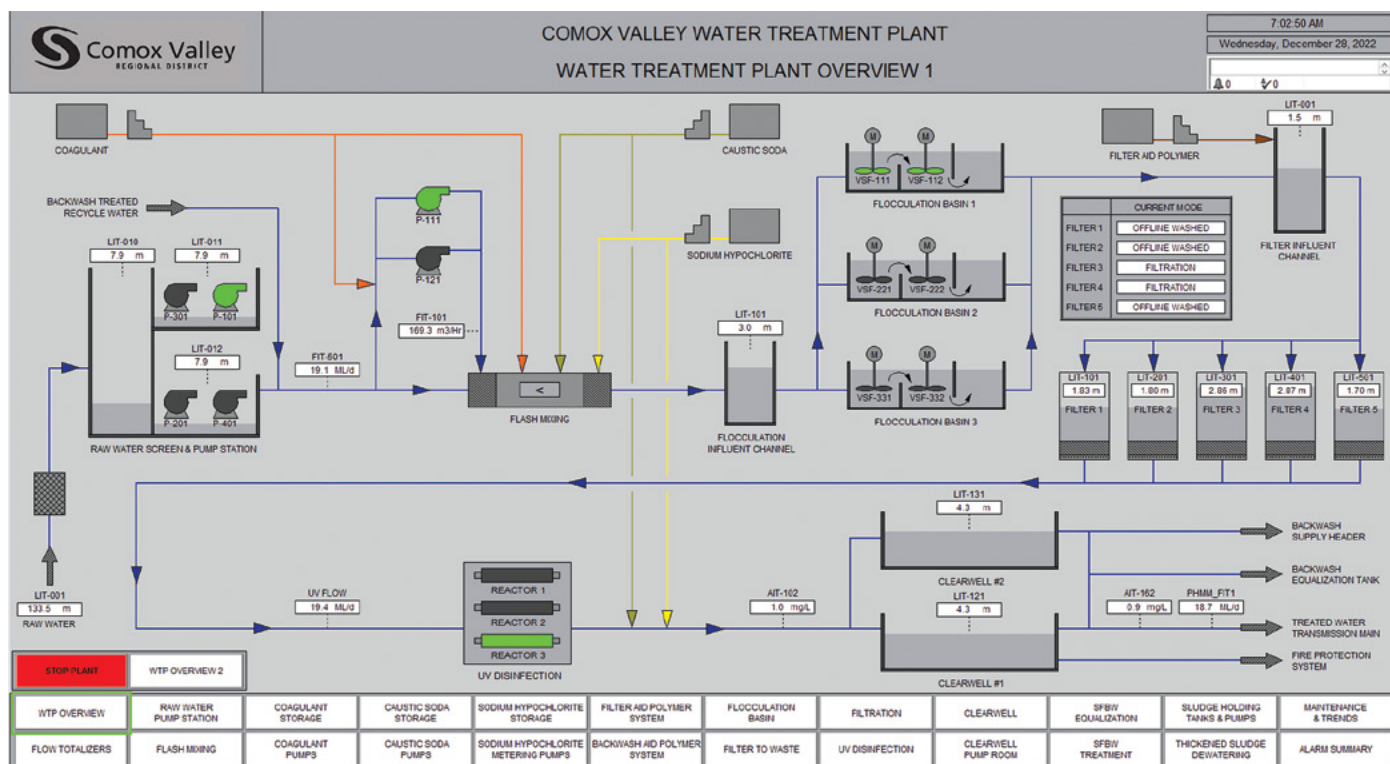 Comox Valley
REGIONAL DISTRICT
COMOX VALLEY WATER TREATMENT PLANT
WATER TREATMENT PLANT OVERVIEW 1
7:02:50 AM
Wednesday, December 28, 2022
0 0
COAGULANT
CAUSTIC SODA
SODIUM HYPOCHLORITE
FILTER AID POLYMER
LIT-001
1.5 m
FILTER INFLUENT
CHANNEL
BACKWASH TREATED
RECYCLE WATER
P-111
P-121
M M
VSF-111 VSF-112
FLOCCULATION BASIN 1
M M
VSF-221 VSF-222
FLOCCULATION BASIN 2
M M
VSF-331 VSF-332
FLOCCULATION BASIN 3
CURRENT MODE
FILTER 1 OFFLINE WASHED
FILTER 2 OFFLINE WASHED
FILTER 3 FILTRATION
FILTER 4 FILTRATION
FILTER 5 OFFLINE WASHED
LIT-010
7.9 m
LIT-011
7.9 m
P-301 P-101
LIT-012
7.9 m
P-201 P-401
RAW WATER SCREEN & PUMP STATION
FIT-501
19.1 ML/d
FIT-101
169.3 m3/Hr
<
FLASH MIXING
LIT-101
3.0 m
FLOCCULATION
INFLUENT CHANNEL
LIT-101 LIT-201 LIT-301 LIT-401 LIT-501
1.83 m 1.80 m 2.86 m 2.87 m 1.70 m
FILTER 1 FILTER 2 FILTER 3 FILTER 4 FILTER 5
LIT-001
133.5 m
RAW WATER
UV FLOW
19.4 ML/d
REACTOR 1
REACTOR 2
REACTOR 3
UV DISINFECTION
AIT-102
1.0 mg/L
LIT-131
4.3 m
CLEARWELL #2
LIT-121
4.3 m
CLEARWELL #1
AIT-162
0.9 mg/L
PHMM_FIT1
18.7 ML/d
BACKWASH
SUPPLY HEADER
BACKWASH
EQUALIZATION TANK
TREATED WATER
TRANSMISSION MAIN
FIRE PROTECTION
SYSTEM
STOP PLANT WTP OVERVIEW 2
WTP OVERVIEW
RAW WATER
PUMP STATION
COAGULANT
STORAGE
CAUSTIC SODA
STORAGE
SODIUM HYPOCHLORITE
STORAGE
FILTER AID POLYMER
SYSTEM
FLOCCULATION
BASIN
FILTRATION
CLEARWELL
SFBW
EQUALIZATION
SLUDGE HOLDING
TANKS & PUMPS
MAINTENANCE
& TRENDS
FLOW TOTALIZERS
FLASH MIXING
COAGULANT
PUMPS
CAUSTIC SODA
PUMPS
SODIUM HYPOCHLORITE
METERING PUMPS
BACKWASH AID POLYMER
SYSTEM
FILTER TO WASTE
UV DISINFECTION
CLEARWELL
PUMP ROOM
SFBW
TREATMENT
THICKENED SLUDGE
DEWATERING
ALARM SUMMARY